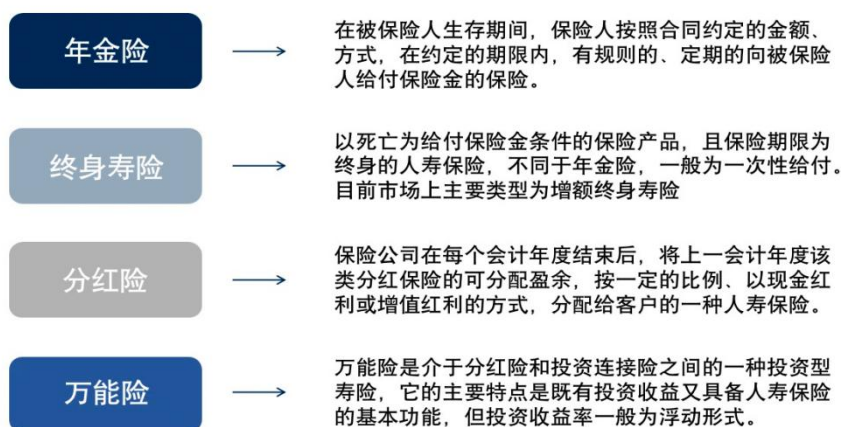 年金险
在被保险人生存期间，保险人按照合同约定的金额、
方式，在约定的期限内，有规则的、定期的向被保险
人给付保险金的保险。
终身寿险
以死亡为给付保险金条件的保险产品，且保险期限为
终身的人寿保险，不同于年金险，一般为一次性给付。
目前市场上主要类型为增额终身寿险
分红险
保险公司在每个会计年度结束后，将上一会计年度该
类分红保险的可分配盈余，按一定的比例、以现金红
利或增值红利的方式，分配给客户的一种人寿保险。
万能险
万能险是介于分红险和投资连接险之间的一种投资型
寿险，它的主要特点是既有投资收益又具备人寿保险
的基本功能，但投资收益率一般为浮动形式。